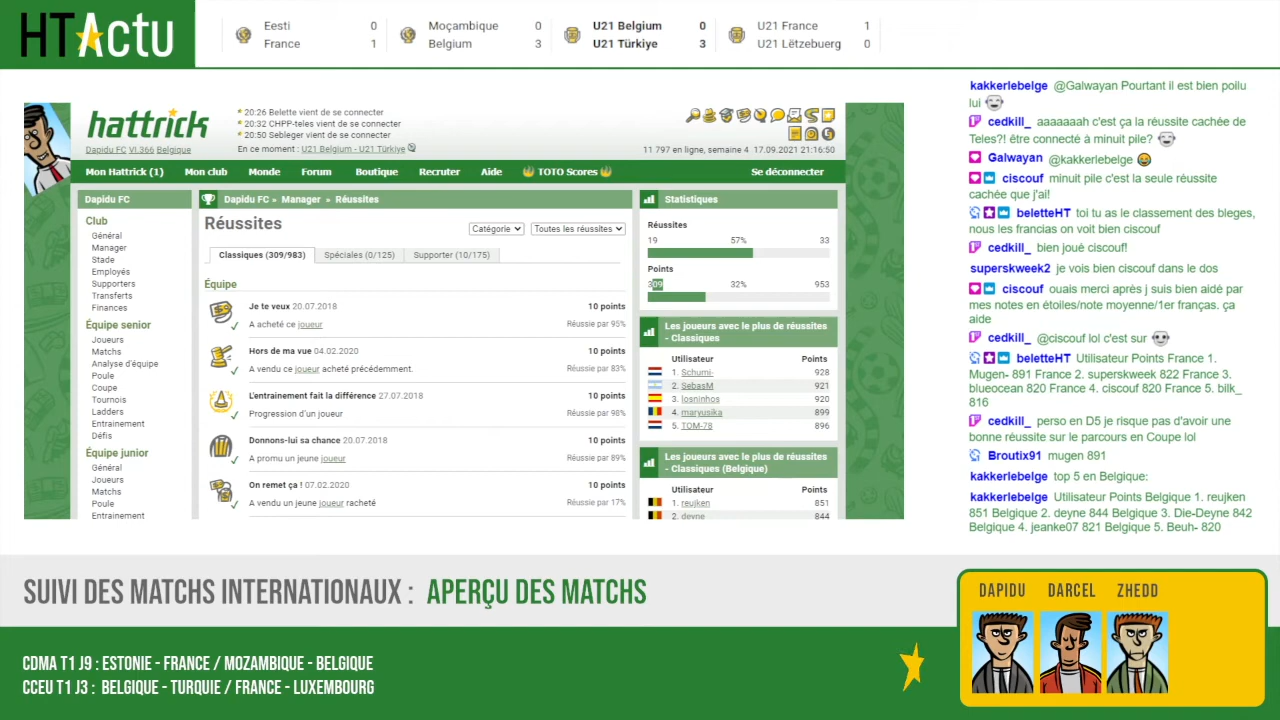 HTActu
Eesti 0
France 1
Moçambique 0
Belgium 3
U21 Belgium 0
U21 Türkiye 3
U21 France 1
U21 Lëtzebuerg 0
hattrick
Dapidu FC VI.366 Belgique
* 20:26 Belette vient de se connecter
* 20:32 CHPP-teles vient de se connecter
* 20:50 Sebleger vient de se connecter
En ce moment : U21 Belgium - U21 Türkiye
11 797 en ligne, semaine 4 17.09.2021 21:16:50
Mon Hattrick (1) Mon club Monde Forum Boutique Recruter Aide TOTO Scores Se déconnecter
Dapidu FC
Club
Général
Manager
Stade
Employés
Supporters
Transferts
Finances
Équipe senior
Joueurs
Matchs
Analyse d'équipe
Poule
Coupe
Tournois
Ladders
Entrainement
Défis
Équipe junior
Général
Joueurs
Matchs
Poule
Entrainement
Dapidu FC » Manager » Réussites
Réussites
Catégorie Toutes les réussites
Classiques (309/983) Spéciales (0/125) Supporter (10/175)
Équipe
Je te veux 20.07.2018 10 points
A acheté ce joueur Réussie par 95%
Hors de ma vue 04.02.2020 10 points
A vendu ce joueur acheté précédemment. Réussie par 83%
L'entrainement fait la différence 27.07.2018 10 points
Progression d'un joueur Réussie par 98%
Donnons-lui sa chance 20.07.2018 10 points
A promu un jeune joueur Réussie par 89%
On remet ça ! 07.02.2020 10 points
A vendu un jeune joueur racheté Réussie par 17%
Statistiques
Réussites
19 57% 33
Points
309 32% 953
Les joueurs avec le plus de réussites
- Classiques
Utilisateur Points
1. Schumi- 928
2. SebasM 921
3. losninhos 920
4. maryusika 899
5. TOM-78 896
Les joueurs avec le plus de réussites
- Classiques (Belgique)
Utilisateur Points
1. reujken 851
2. deyne 844
kakkerlebelge @Galwayan Pourtant il est bien poilu
lui
cedkill_ aaaaaaah c'est ça la réussite cachée de
Teles?! être connecté à minuit pile?
Galwayan @kakkerlebelge
ciscouf minuit pile c'est la seule réussite
cachée que j'ai!
beletteHT toi tu as le classement des bleges,
nous les francias on voit bien ciscouf
cedkill_ bien joué ciscouf!
superskweek2 je vois bien ciscouf dans le dos
ciscouf ouais merci après j suis bien aidé par
mes notes en étoiles/note moyenne/1er franças. ça
aide
cedkill_ @ciscouf lol c'est sur
beletteHT Utilisateur Points France 1.
Mugen- 891 France 2. superskweek 822 France 3.
blueocean 820 France 4. ciscouf 820 France 5. bilk_
816
cedkill_ perso en D5 je risque pas d'avoir une
bonne réussite sur le parcours en Coupe lol
Broutix91 mugen 891
kakkerlebelge top 5 en Belgique:
kakkerlebelge Utilisateur Points Belgique 1. reujken
851 Belgique 2. deyne 844 Belgique 3. Die-Deyne 842
Belgique 4. jeanke07 821 Belgique 5. Beuh- 820
SUIVI DES MATCHS INTERNATIONAUX : APERÇU DES MATCHS
CDMA T1 J9 : ESTONIE - FRANCE / MOZAMBIQUE - BELGIQUE
CCEU T1 J3 : BELGIQUE - TURQUIE / FRANCE - LUXEMBOURG
DAPIDU DARCEL ZHEDD